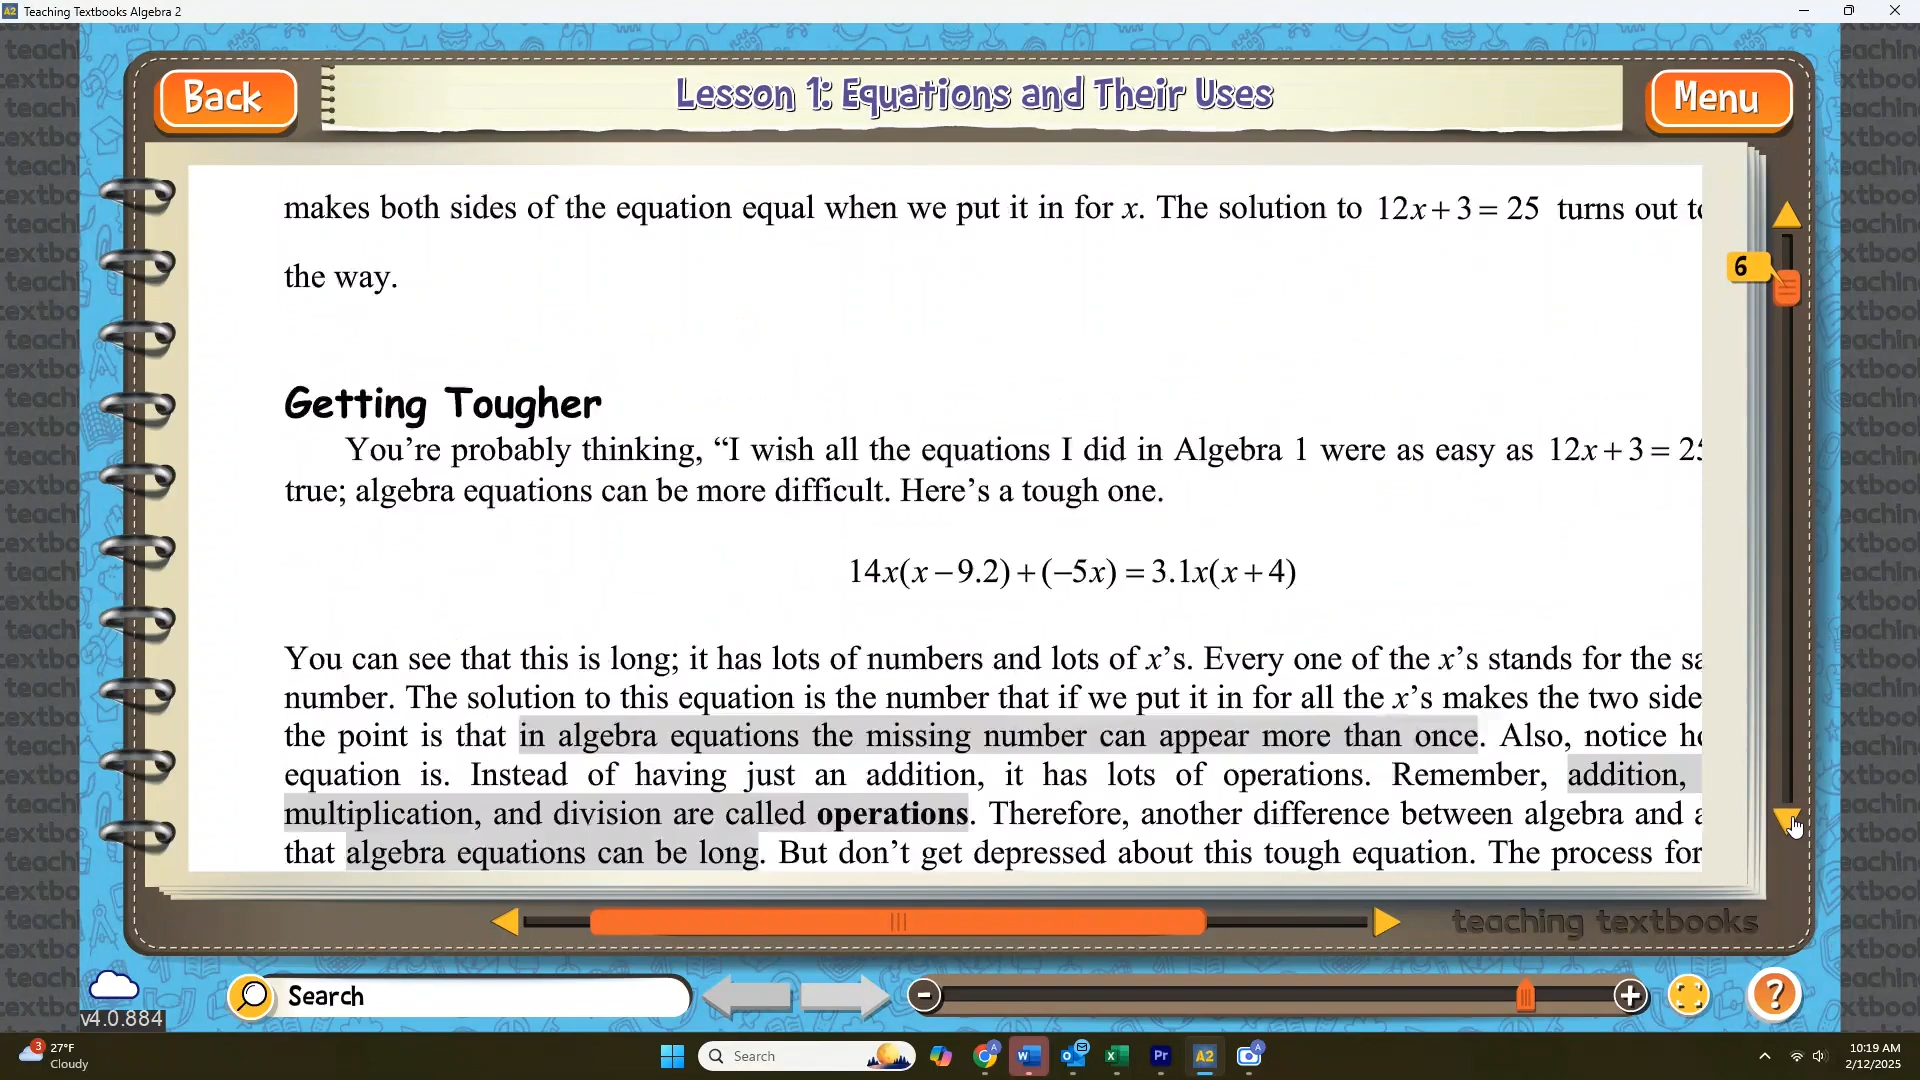 Teaching Textbooks Algebra 2
Back
Lesson 1: Equations and Their Uses
Menu
makes both sides of the equation equal when we put it in for x. The solution to 12x + 3 = 25 turns out to
the way.
6
Getting Tougher
You're probably thinking, “I wish all the equations I did in Algebra 1 were as easy as 12x + 3 = 25
true; algebra equations can be more difficult. Here's a tough one.
14x(x − 9.2) + (−5x) = 3.1x(x + 4)
You can see that this is long; it has lots of numbers and lots of x's. Every one of the x's stands for the
number. The solution to this equation is the number that if we put it in for all the x's makes the two side
the point is that in algebra equations the missing number can appear more than once. Also, notice
equation is. Instead of having just an addition, it has lots of operations. Remember, addition,
multiplication, and division are called operations. Therefore, another difference between algebra and
that algebra equations can be long. But don't get depressed about this tough equation. The process for
teaching textbooks
Search
v4.0.884
3
27°F
Cloudy
Search
10:19 AM
2/12/2025